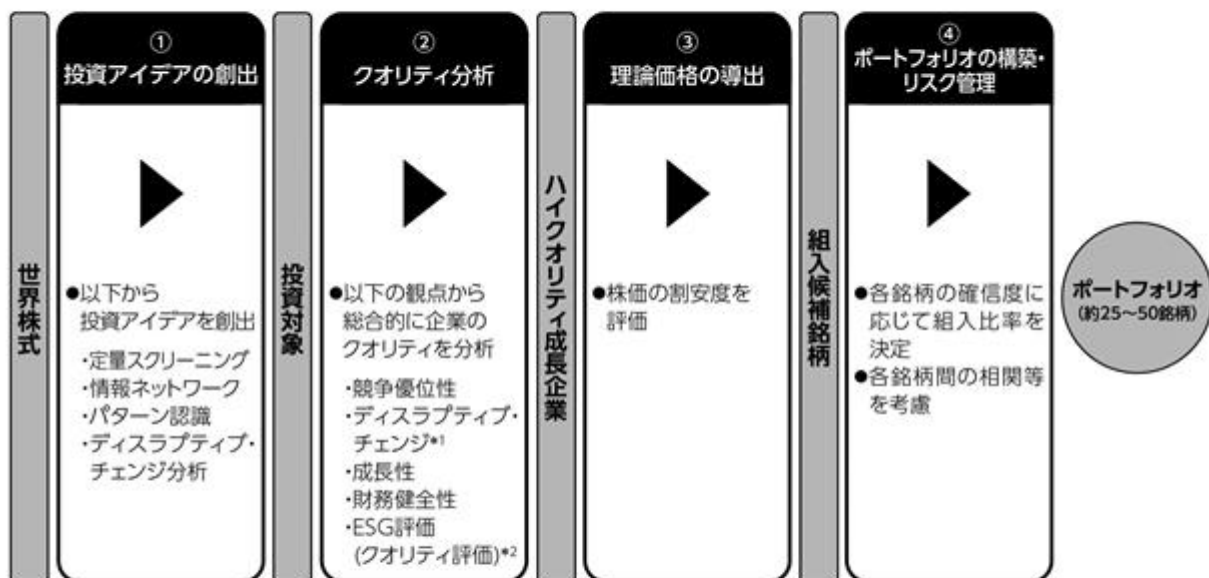 世界株式
①
投資アイデアの創出
●以下から
投資アイデアを創出
・定量スクリーニング
・情報ネットワーク
・パターン認識
・ディスラプティブ・
チェンジ分析
投資対象
②
クオリティ分析
●以下の観点から
総合的に企業の
クオリティを分析
・競争優位性
・ディスラプティブ・
チェンジ*1
・成長性
・財務健全性
・ESG評価
(クオリティ評価)*2
ハイクオリティ成長企業
③
理論価格の導出
●株価の割安度を
評価
組入候補銘柄
④
ポートフォリオの構築・
リスク管理
●各銘柄の確信度に
応じて組入比率を
決定
●各銘柄間の相関等
を考慮
ポートフォリオ
(約25〜50銘柄)